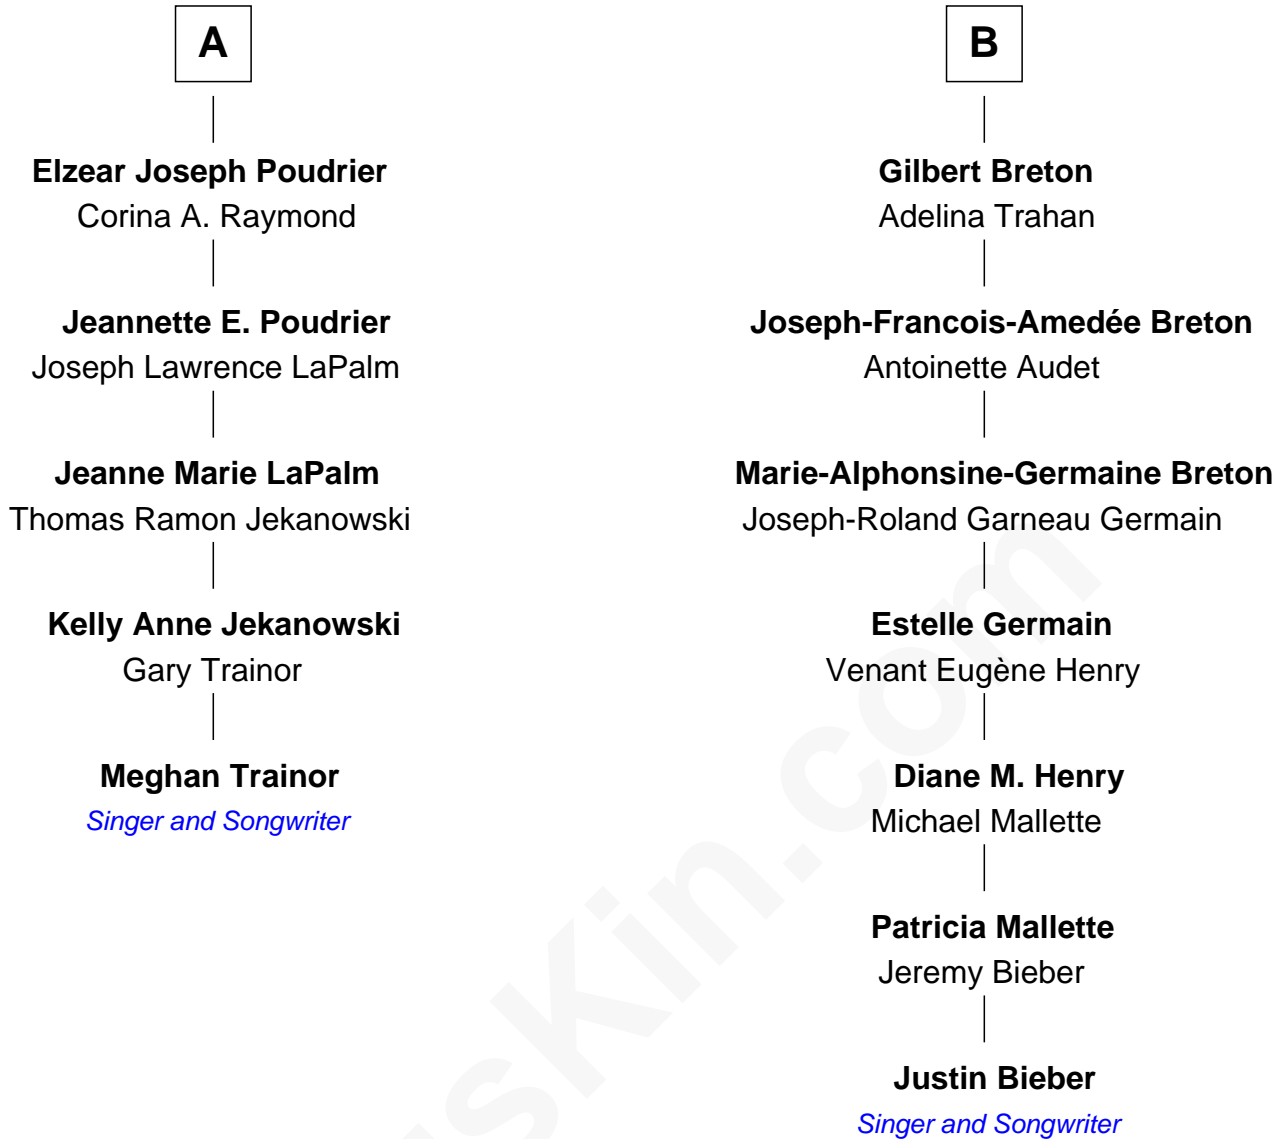 A
Elzear Joseph Poudrier
Corina A. Raymond
Jeannette E. Poudrier
Joseph Lawrence LaPalm
Jeanne Marie LaPalm
Thomas Ramon Jekanowski
Kelly Anne Jekanowski
Gary Trainor
Meghan Trainor
Singer and Songwriter
B
Gilbert Breton
Adelina Trahan
Joseph-Francois-Amedée Breton
Antoinette Audet
Marie-Alphonsine-Germaine Breton
Joseph-Roland Garneau Germain
Estelle Germain
Venant Eugène Henry
Diane M. Henry
Michael Mallette
Patricia Mallette
Jeremy Bieber
Justin Bieber
Singer and Songwriter